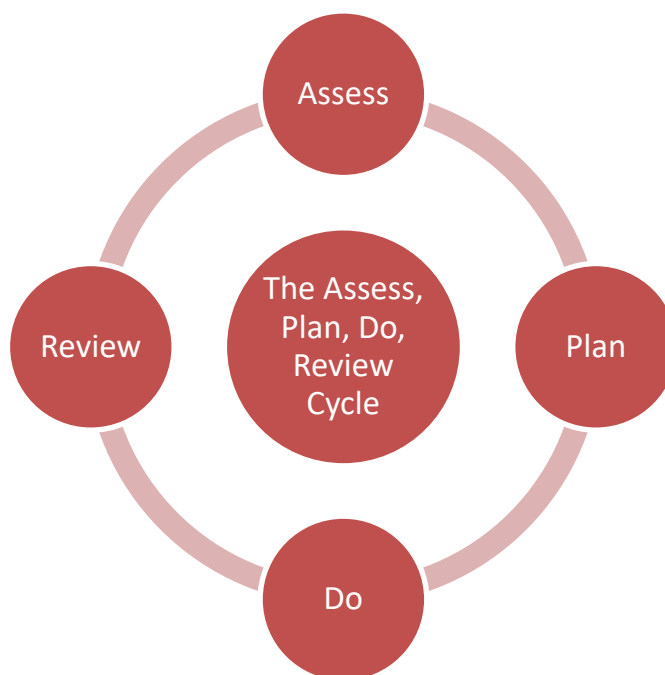 Assess
The Assess,
Plan, Do,
Review
Cycle
Review
Plan
Do